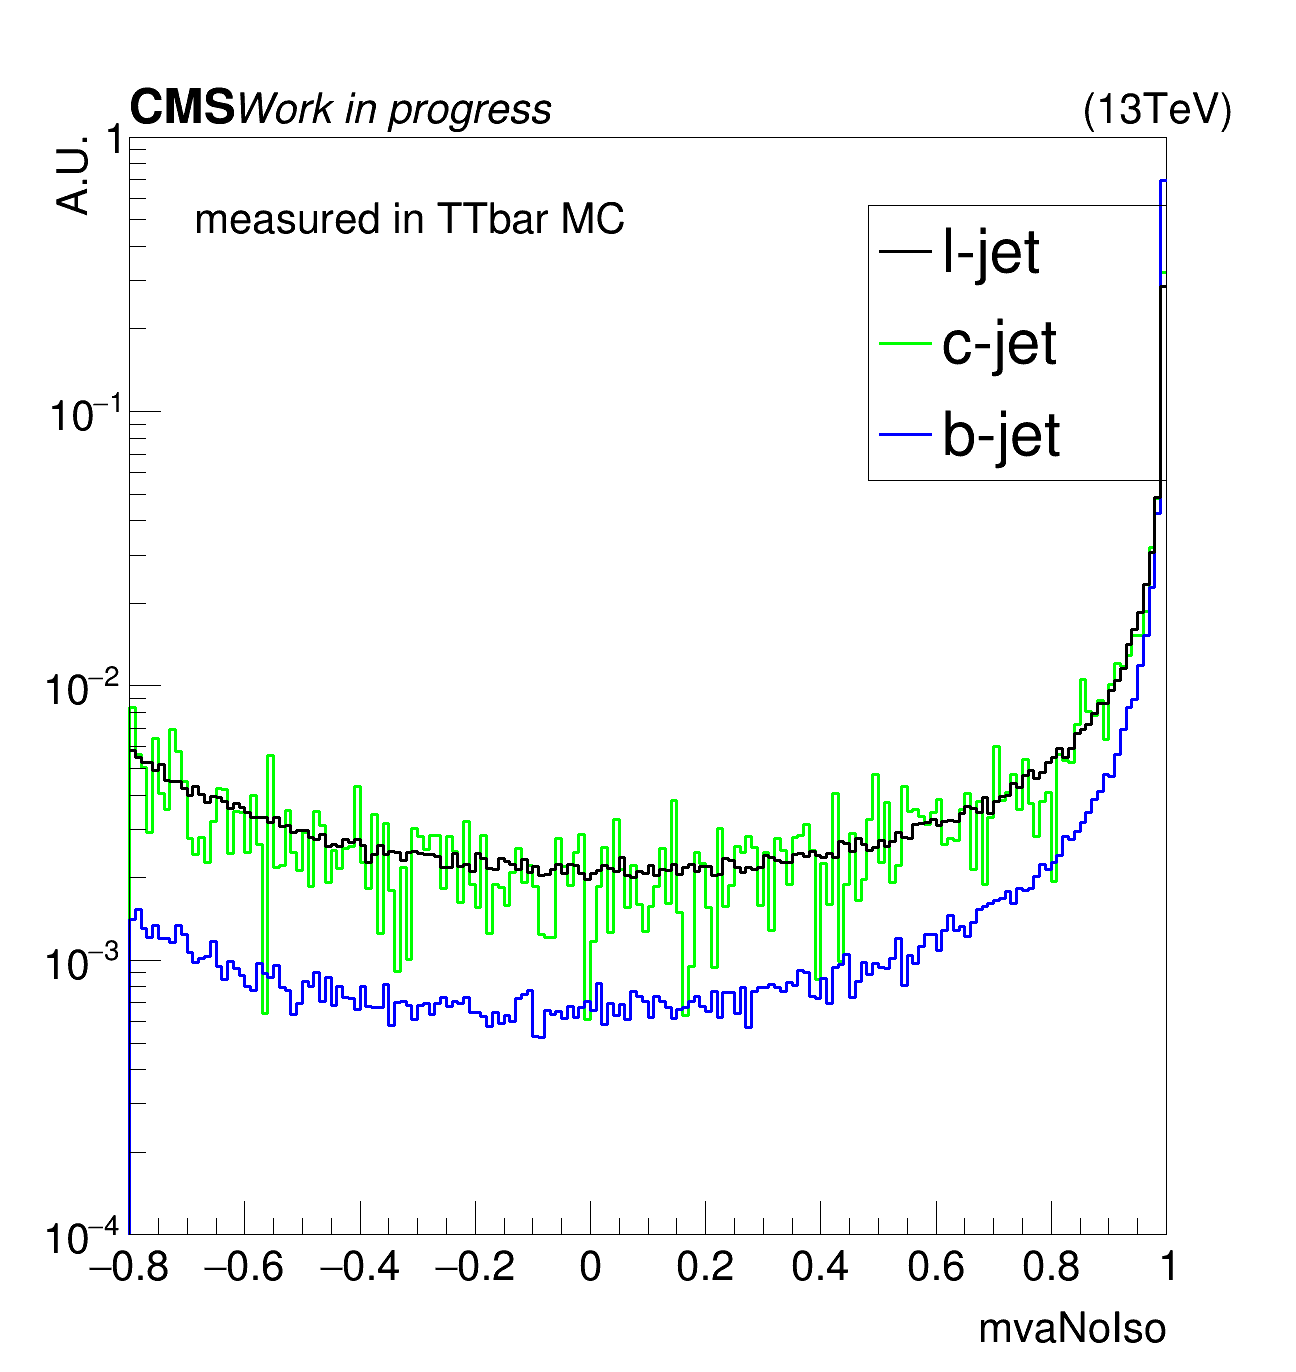 CMS Work in progress (13TeV)
A.U.
measured in TTbar MC
l-jet
c-jet
b-jet
1
10⁻¹
10⁻²
10⁻³
10⁻⁴
−0.8 −0.6 −0.4 −0.2 0 0.2 0.4 0.6 0.8 1
mvaNoIso